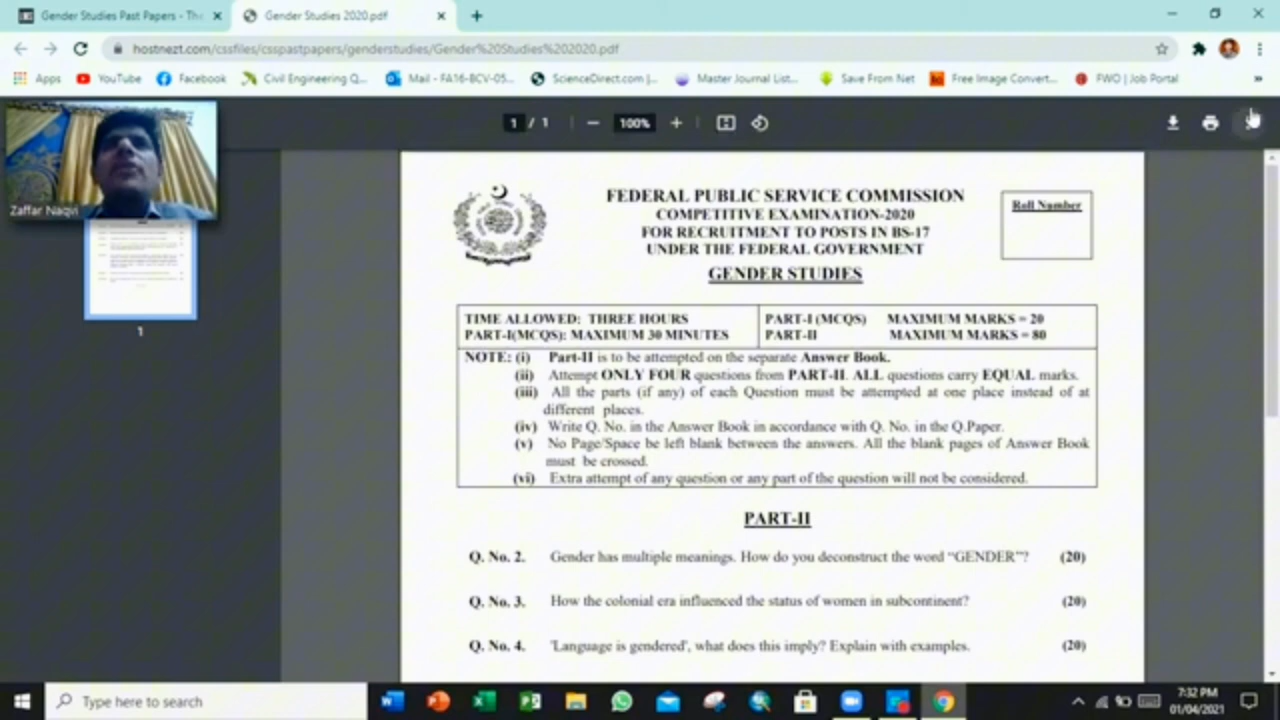 Gender Studies Past Papers - The
Gender Studies 2020.pdf
hostnezt.com/cssfiles/csspastpapers/genderstudies/Gender%20Studies%202020.pdf
Apps YouTube Facebook Civil Engineering Q... Mail - FA16-BCV-05... ScienceDirect.com |... Master Journal List... Save From Net Free Image Convert... FWO | Job Portal »
1 / 1 100%
Zaffar Naqvi
1
FEDERAL PUBLIC SERVICE COMMISSION
COMPETITIVE EXAMINATION-2020
FOR RECRUITMENT TO POSTS IN BS-17
UNDER THE FEDERAL GOVERNMENT
GENDER STUDIES
Roll Number
TIME ALLOWED: THREE HOURS PART-I (MCQS) MAXIMUM MARKS = 20
PART-I(MCQS): MAXIMUM 30 MINUTES PART-II MAXIMUM MARKS = 80
NOTE: (i) Part-II is to be attempted on the separate Answer Book.
(ii) Attempt ONLY FOUR questions from PART-II. ALL questions carry EQUAL marks.
(iii) All the parts (if any) of each Question must be attempted at one place instead of at
different places.
(iv) Write Q. No. in the Answer Book in accordance with Q. No. in the Q.Paper.
(v) No Page/Space be left blank between the answers. All the blank pages of Answer Book
must be crossed.
(vi) Extra attempt of any question or any part of the question will not be considered.
PART-II
Q. No. 2. Gender has multiple meanings. How do you deconstruct the word “GENDER”? (20)
Q. No. 3. How the colonial era influenced the status of women in subcontinent? (20)
Q. No. 4. 'Language is gendered', what does this imply? Explain with examples. (20)
Type here to search
7:32 PM
01/04/2021